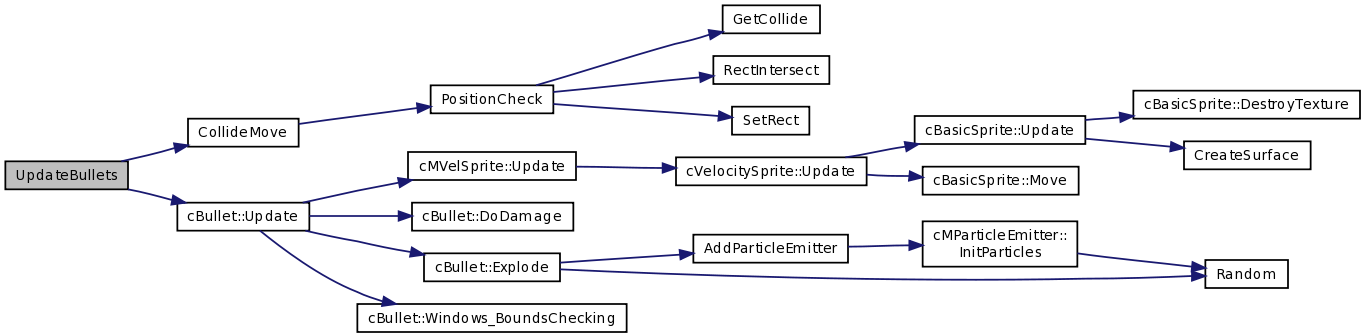 GetCollide
RectIntersect
PositionCheck
SetRect
cBasicSprite::DestroyTexture
CollideMove
cBasicSprite::Update
CreateSurface
UpdateBullets
cMVelSprite::Update
cVelocitySprite::Update
cBasicSprite::Move
cBullet::Update
cBullet::DoDamage
cMParticleEmitter::
InitParticles
AddParticleEmitter
cBullet::Explode
Random
cBullet::Windows_BoundsChecking